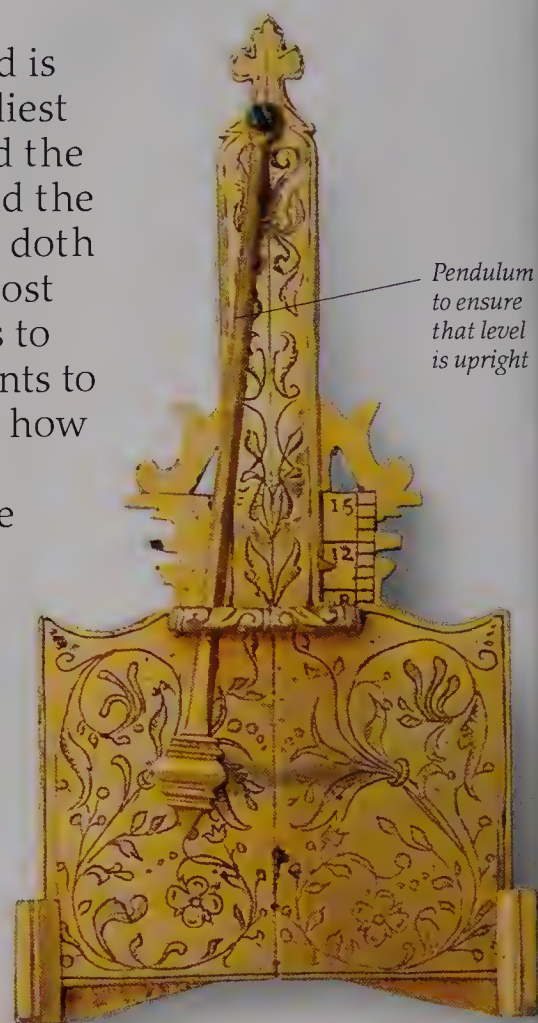 d is
liest
d the
d the
doth
ost
s to
nts to
how
e
Pendulum
to ensure
that level
is upright
15
12